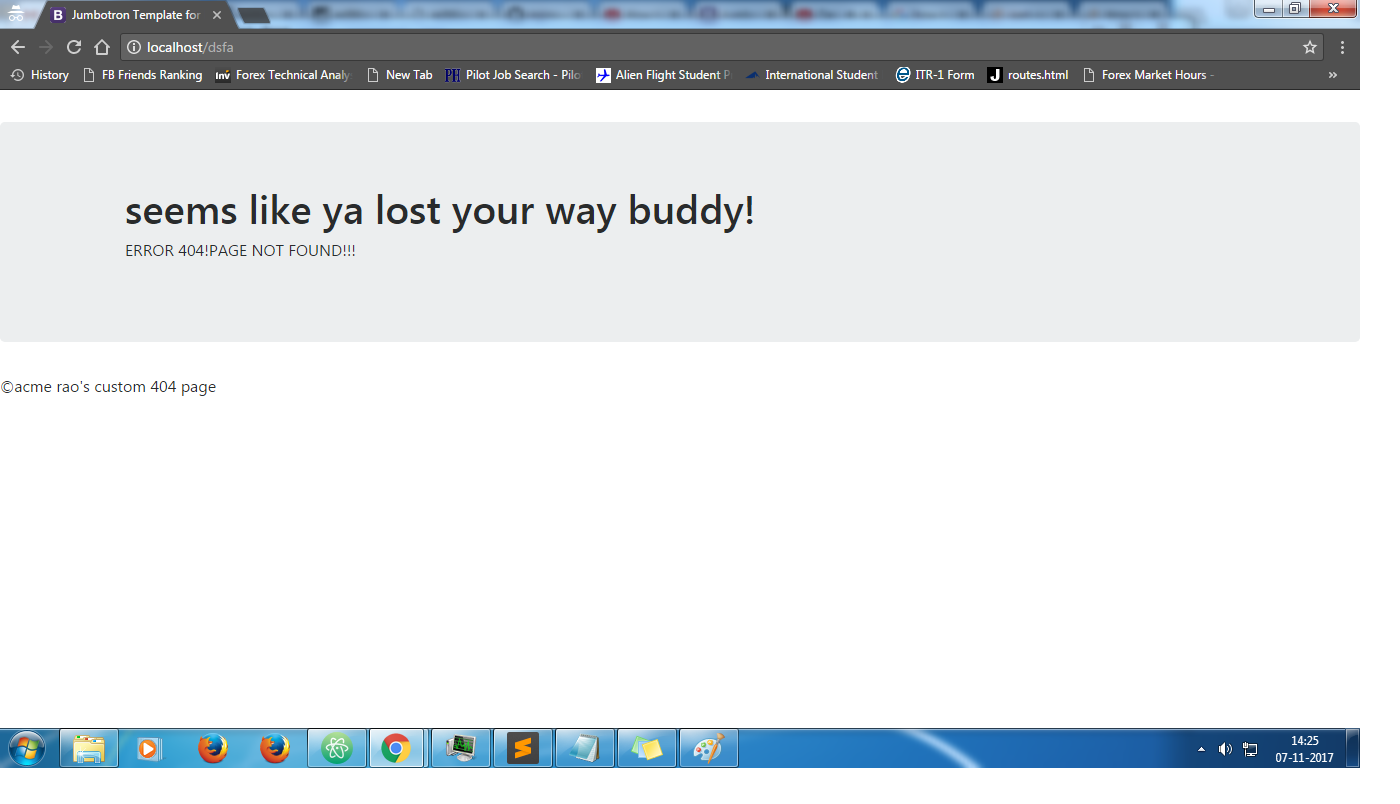 Jumbotron Template for
localhost/dsfa
History FB Friends Ranking Inv Forex Technical Analy New Tab PH Pilot Job Search - Pilo Alien Flight Student P International Student ITR-1 Form J routes.html Forex Market Hours - »
seems like ya lost your way buddy!
ERROR 404!PAGE NOT FOUND!!!
©acme rao's custom 404 page
14:25
07-11-2017